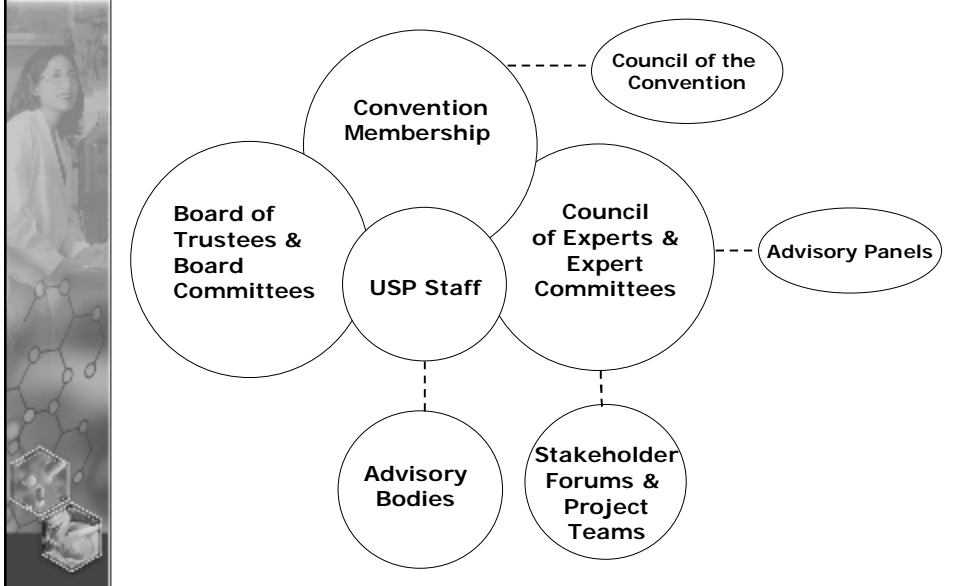 Council of the
Convention
Convention
Membership
Board of
Trustees &
Board
Committees
Council
of Experts &
Expert
Committees
USP Staff
Advisory Panels
Advisory
Bodies
Stakeholder
Forums &
Project
Teams